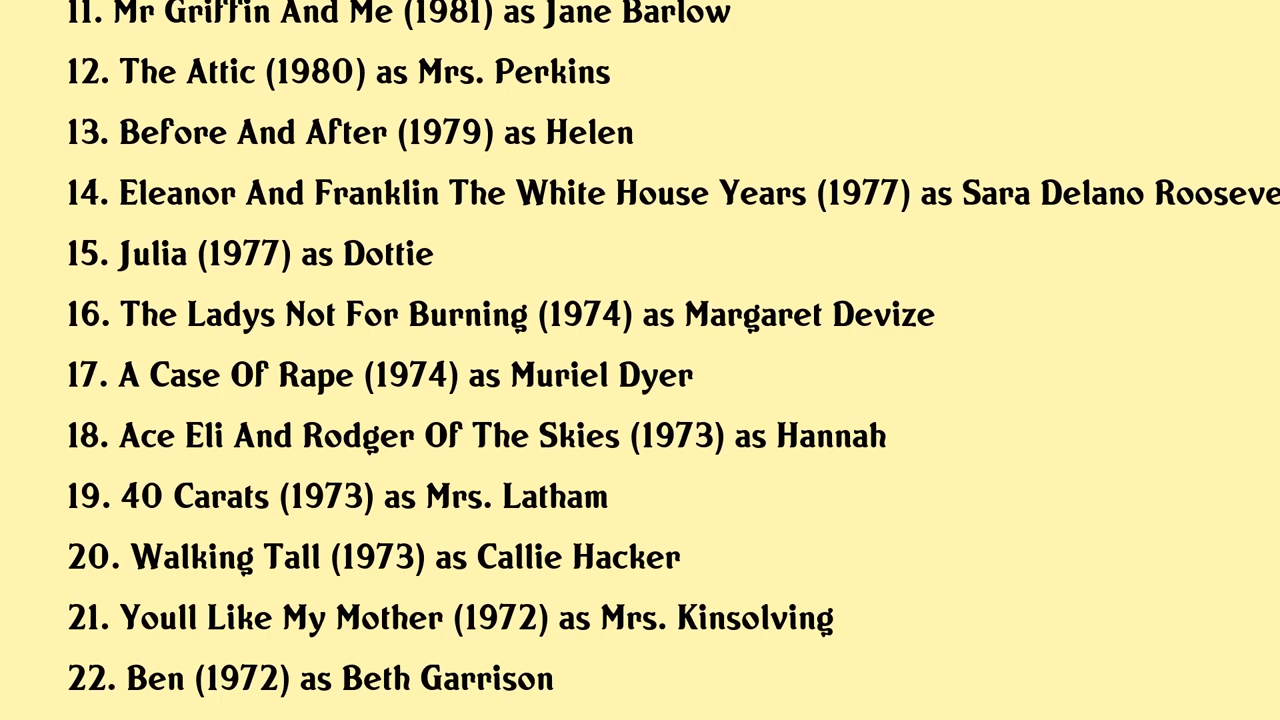 11. Mr Griffin And Me (1981) as Jane Barlow
12. The Attic (1980) as Mrs. Perkins
13. Before And After (1979) as Helen
14. Eleanor And Franklin The White House Years (1977) as Sara Delano Rooseve
15. Julia (1977) as Dottie
16. The Ladys Not For Burning (1974) as Margaret Devize
17. A Case Of Rape (1974) as Muriel Dyer
18. Ace Eli And Rodger Of The Skies (1973) as Hannah
19. 40 Carats (1973) as Mrs. Latham
20. Walking Tall (1973) as Callie Hacker
21. Youll Like My Mother (1972) as Mrs. Kinsolving
22. Ben (1972) as Beth Garrison